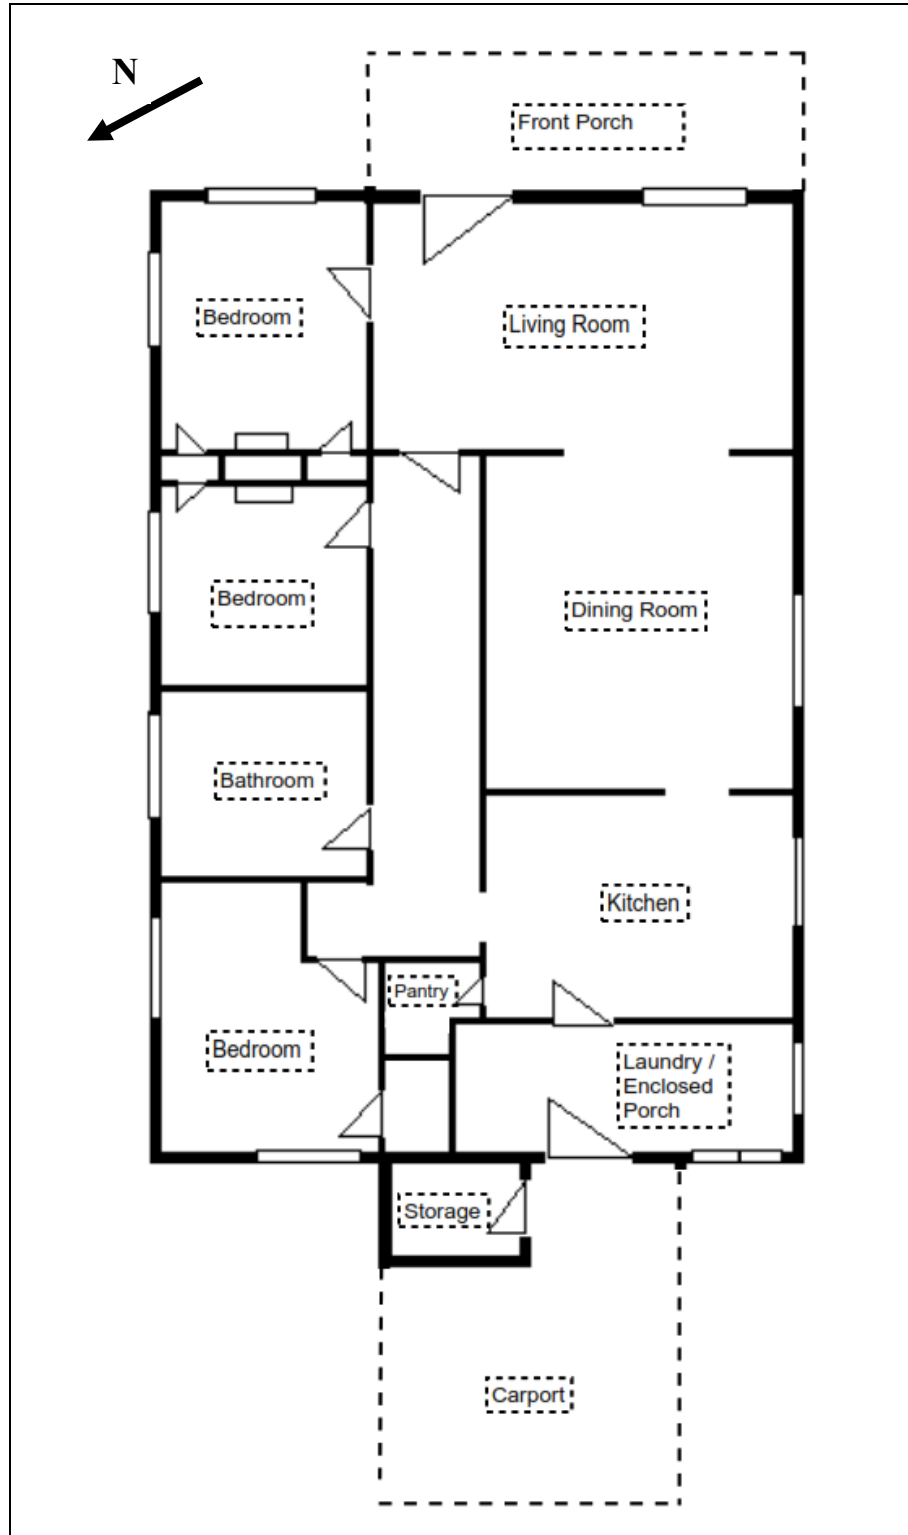 N
Front Porch
Bedroom
Living Room
Bedroom
Dining Room
Bathroom
Kitchen
Pantry
Bedroom
Laundry /
Enclosed
Porch
Storage
Carport